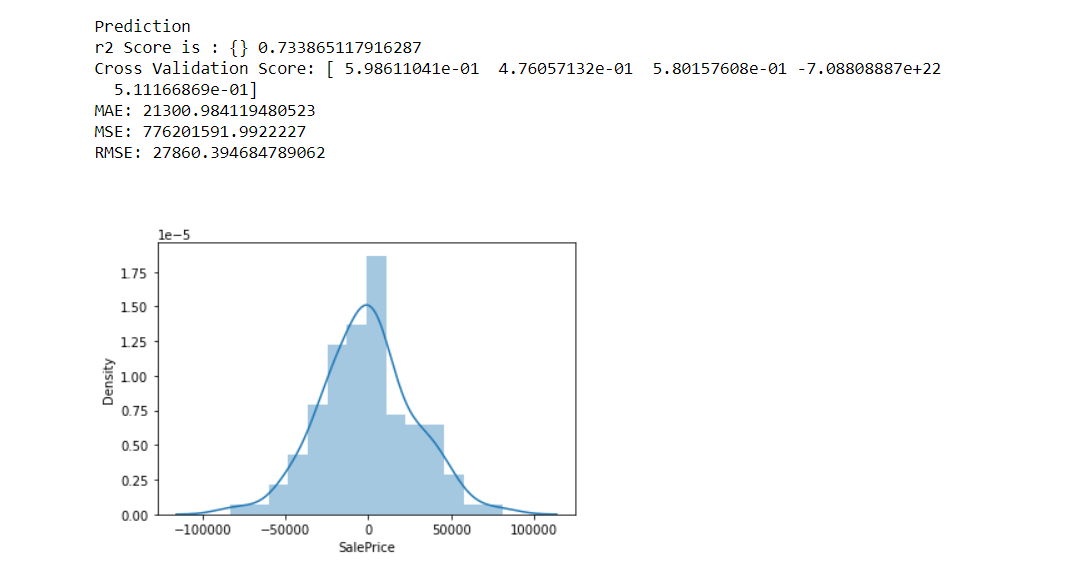 Prediction
r2 Score is : {} 0.733865117916287
Cross Validation Score: [ 5.98611041e-01  4.76057132e-01  5.80157608e-01 -7.08808887e+22
  5.11166869e-01]
MAE: 21300.984119480523
MSE: 776201591.9922227
RMSE: 27860.394684789062
1e−5
1.75
1.50
1.25
1.00
0.75
0.50
0.25
0.00
Density
−100000 −50000 0 50000 100000
SalePrice